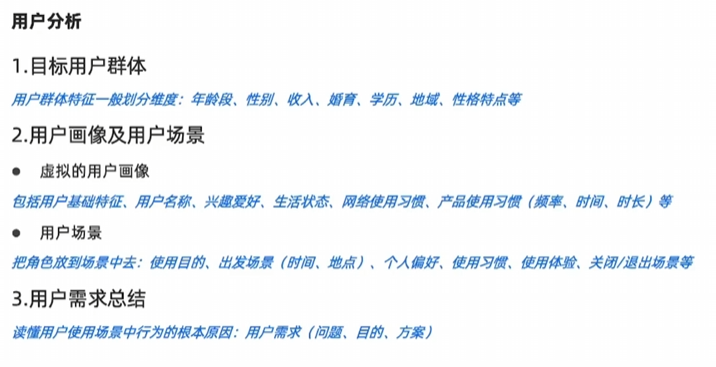 用户分析
1.目标用户群体
用户群体特征一般划分维度：年龄段、性别、收入、婚育、学历、地域、性格特点等
2.用户画像及用户场景
● 虚拟的用户画像
包括用户基础特征、用户名称、兴趣爱好、生活状态、网络使用习惯、产品使用习惯（频率、时间、时长）等
● 用户场景
把角色放到场景中去：使用目的、出发场景（时间、地点）、个人偏好、使用习惯、使用体验、关闭/退出场景等
3.用户需求总结
读懂用户使用场景中行为的根本原因：用户需求（问题、目的、方案）